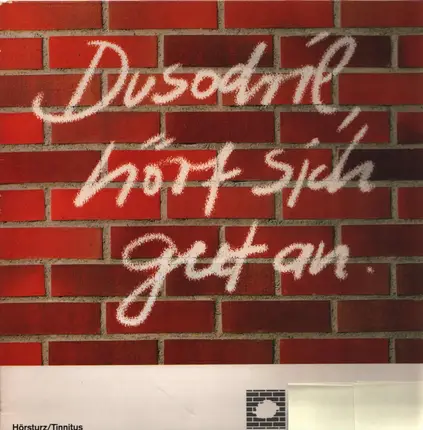 Dusodril,
hört sich
gut an.
Hörsturz/Tinnitus